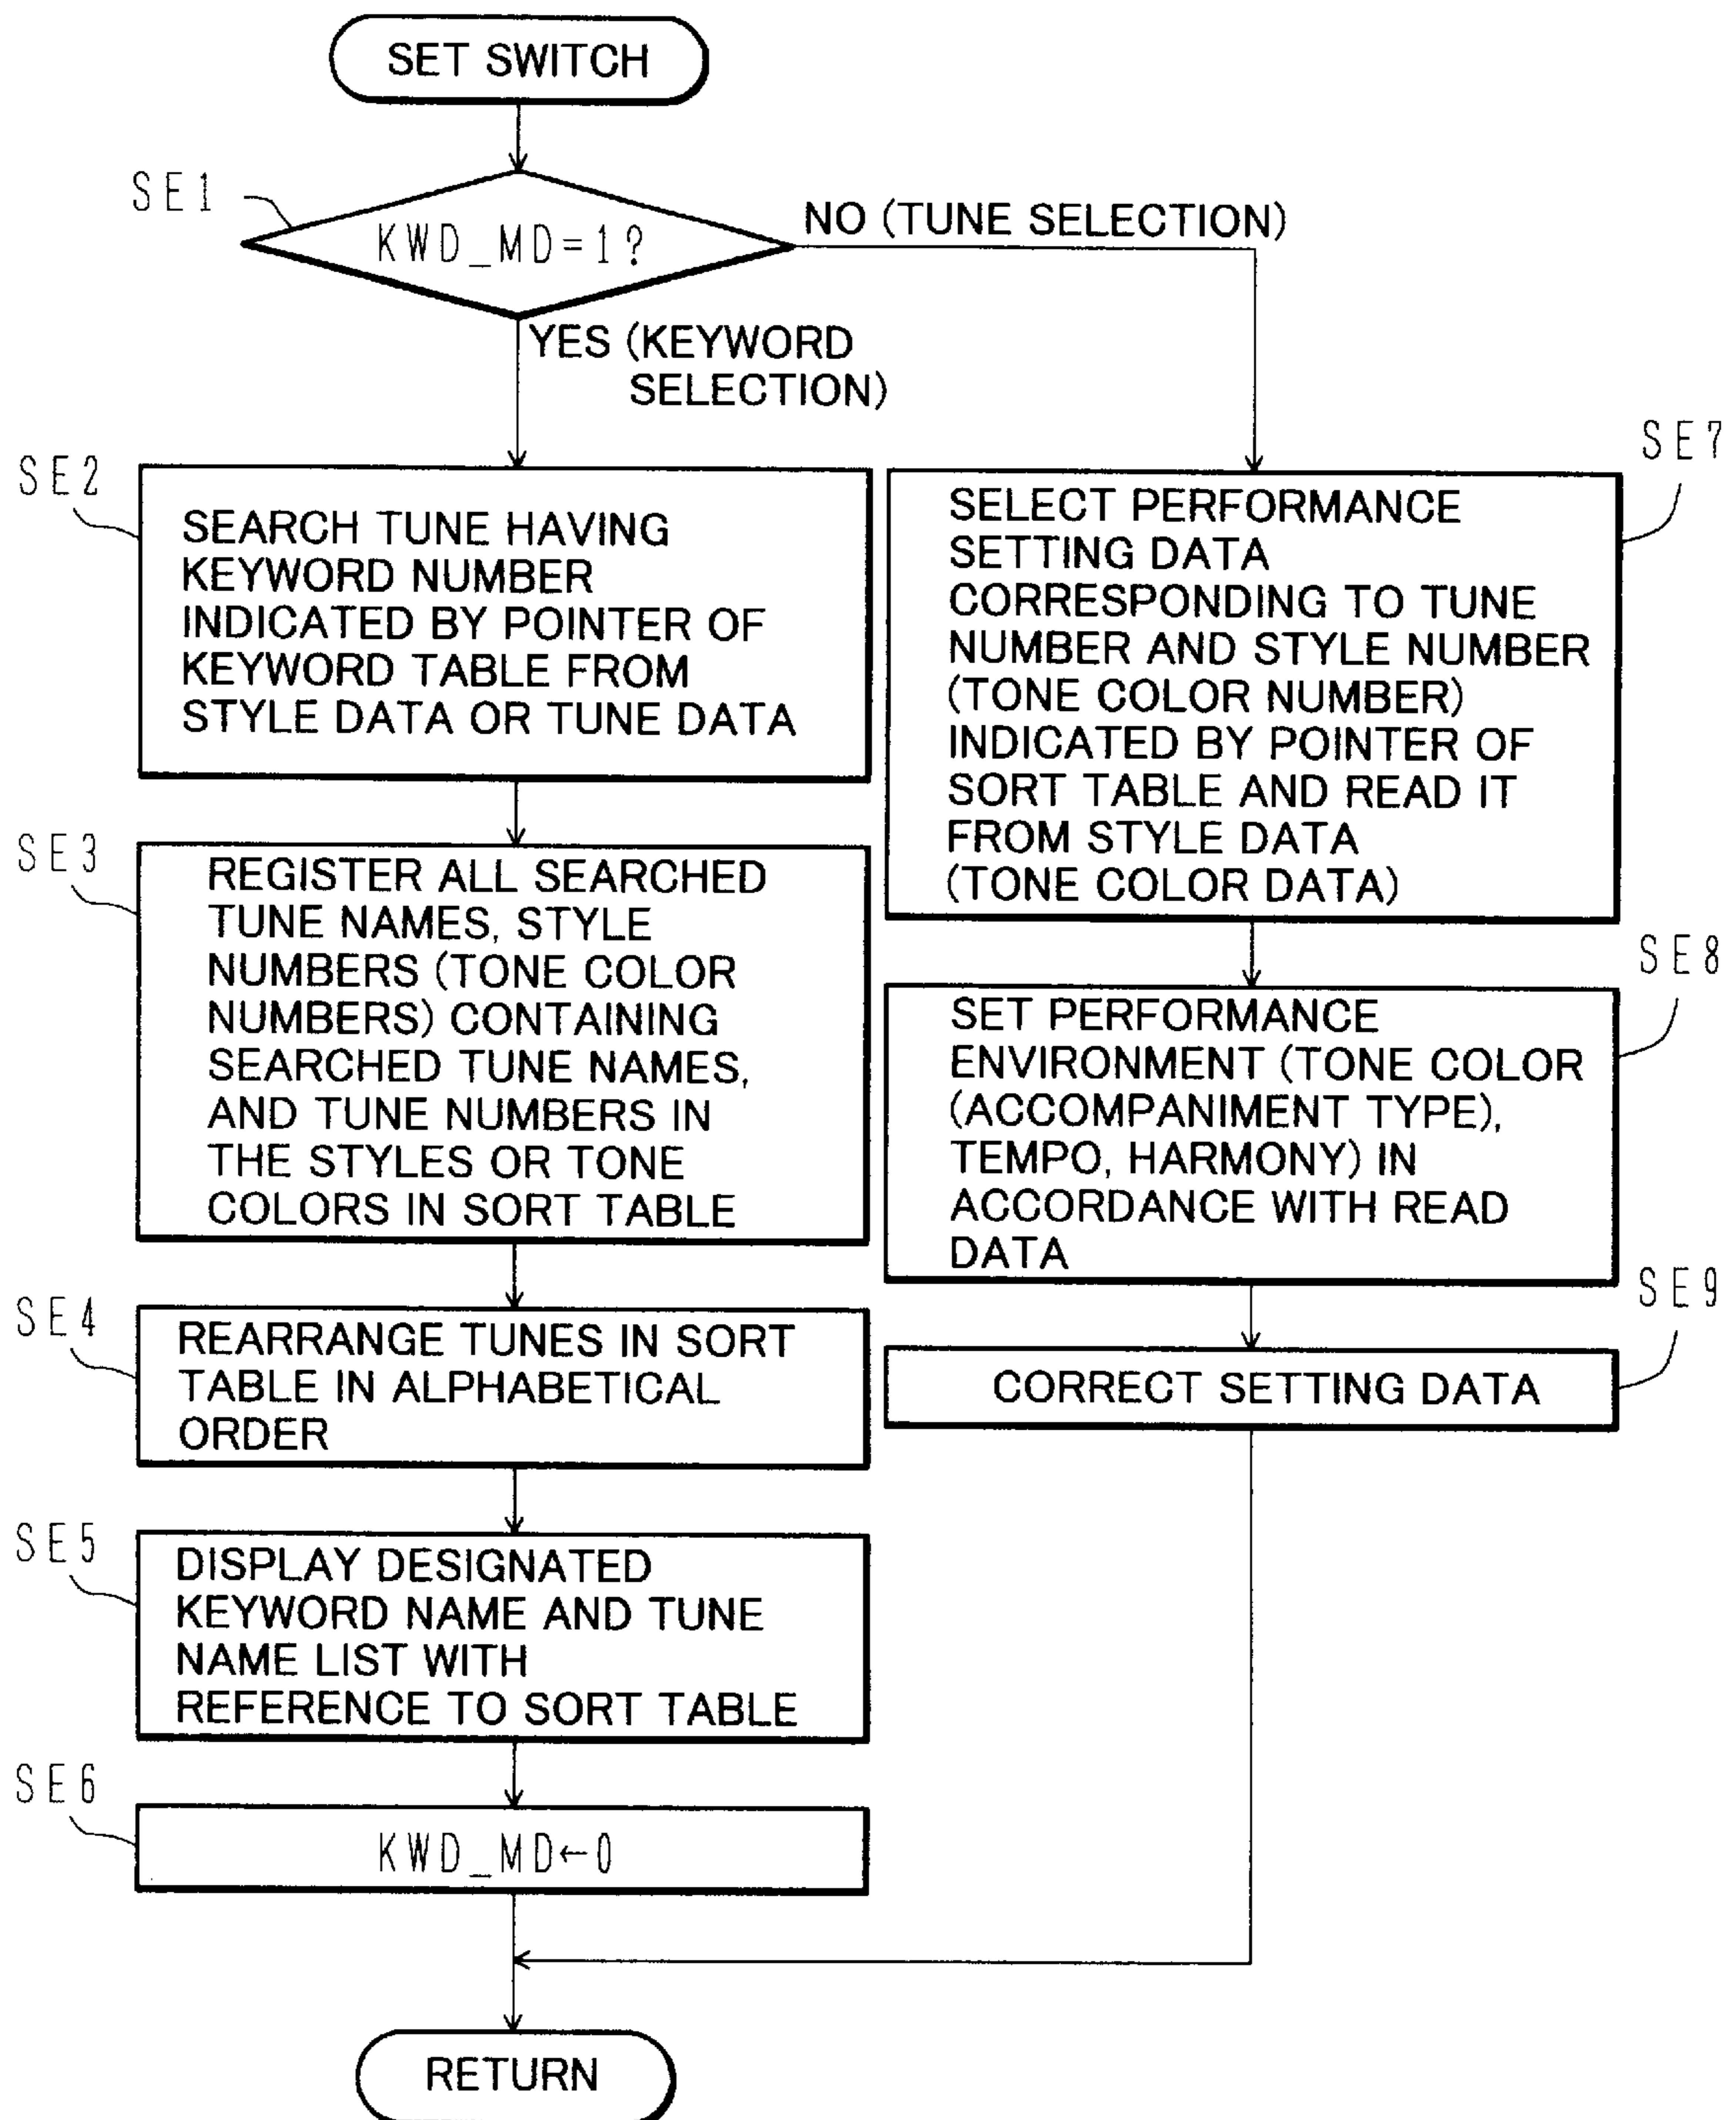 SET SWITCH
SE1
KWD_MD=1?
NO (TUNE SELECTION)
YES (KEYWORD
SELECTION)
SE2
SEARCH TUNE HAVING
KEYWORD NUMBER
INDICATED BY POINTER OF
KEYWORD TABLE FROM
STYLE DATA OR TUNE DATA
SE3
REGISTER ALL SEARCHED
TUNE NAMES, STYLE
NUMBERS (TONE COLOR
NUMBERS) CONTAINING
SEARCHED TUNE NAMES,
AND TUNE NUMBERS IN
THE STYLES OR TONE
COLORS IN SORT TABLE
SE4
REARRANGE TUNES IN SORT
TABLE IN ALPHABETICAL
ORDER
SE5
DISPLAY DESIGNATED
KEYWORD NAME AND TUNE
NAME LIST WITH
REFERENCE TO SORT TABLE
SE6
KWD_MD←0
SE7
SELECT PERFORMANCE
SETTING DATA
CORRESPONDING TO TUNE
NUMBER AND STYLE NUMBER
(TONE COLOR NUMBER)
INDICATED BY POINTER OF
SORT TABLE AND READ IT
FROM STYLE DATA
(TONE COLOR DATA)
SE8
SET PERFORMANCE
ENVIRONMENT (TONE COLOR
(ACCOMPANIMENT TYPE),
TEMPO, HARMONY) IN
ACCORDANCE WITH READ
DATA
SE9
CORRECT SETTING DATA
RETURN